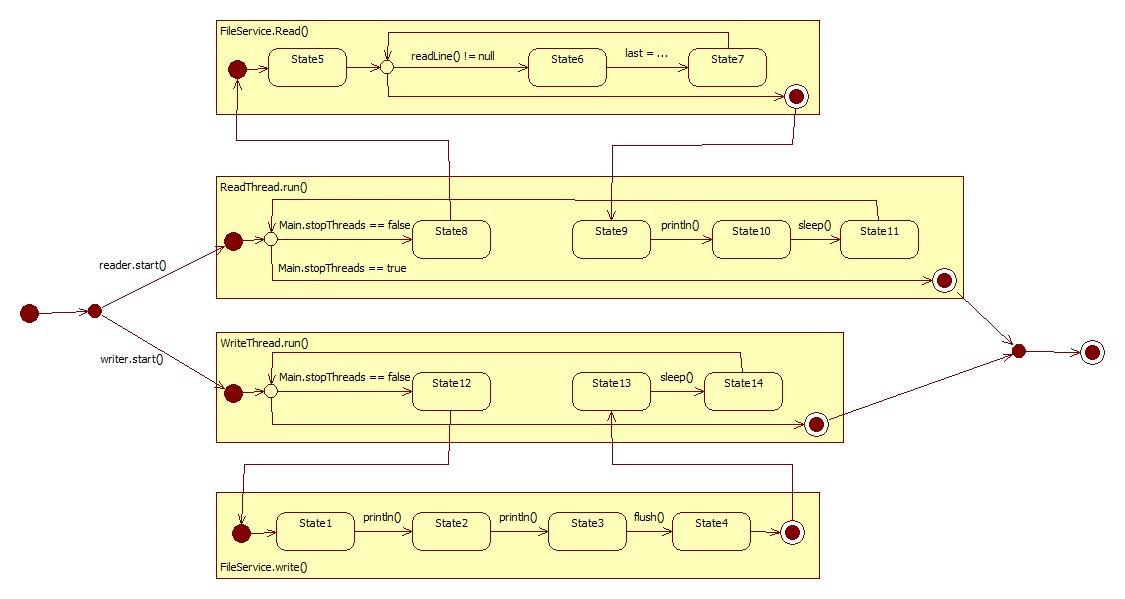 FileService.Read()
State5
readLine() != null
State6
last = ...
State7
ReadThread.run()
Main.stopThreads == false
State8
State9
println()
State10
sleep()
State11
Main.stopThreads == true
reader.start()
writer.start()
WriteThread.run()
Main.stopThreads == false
State12
State13
sleep()
State14
State1
println()
State2
println()
State3
flush()
State4
FileService.write()